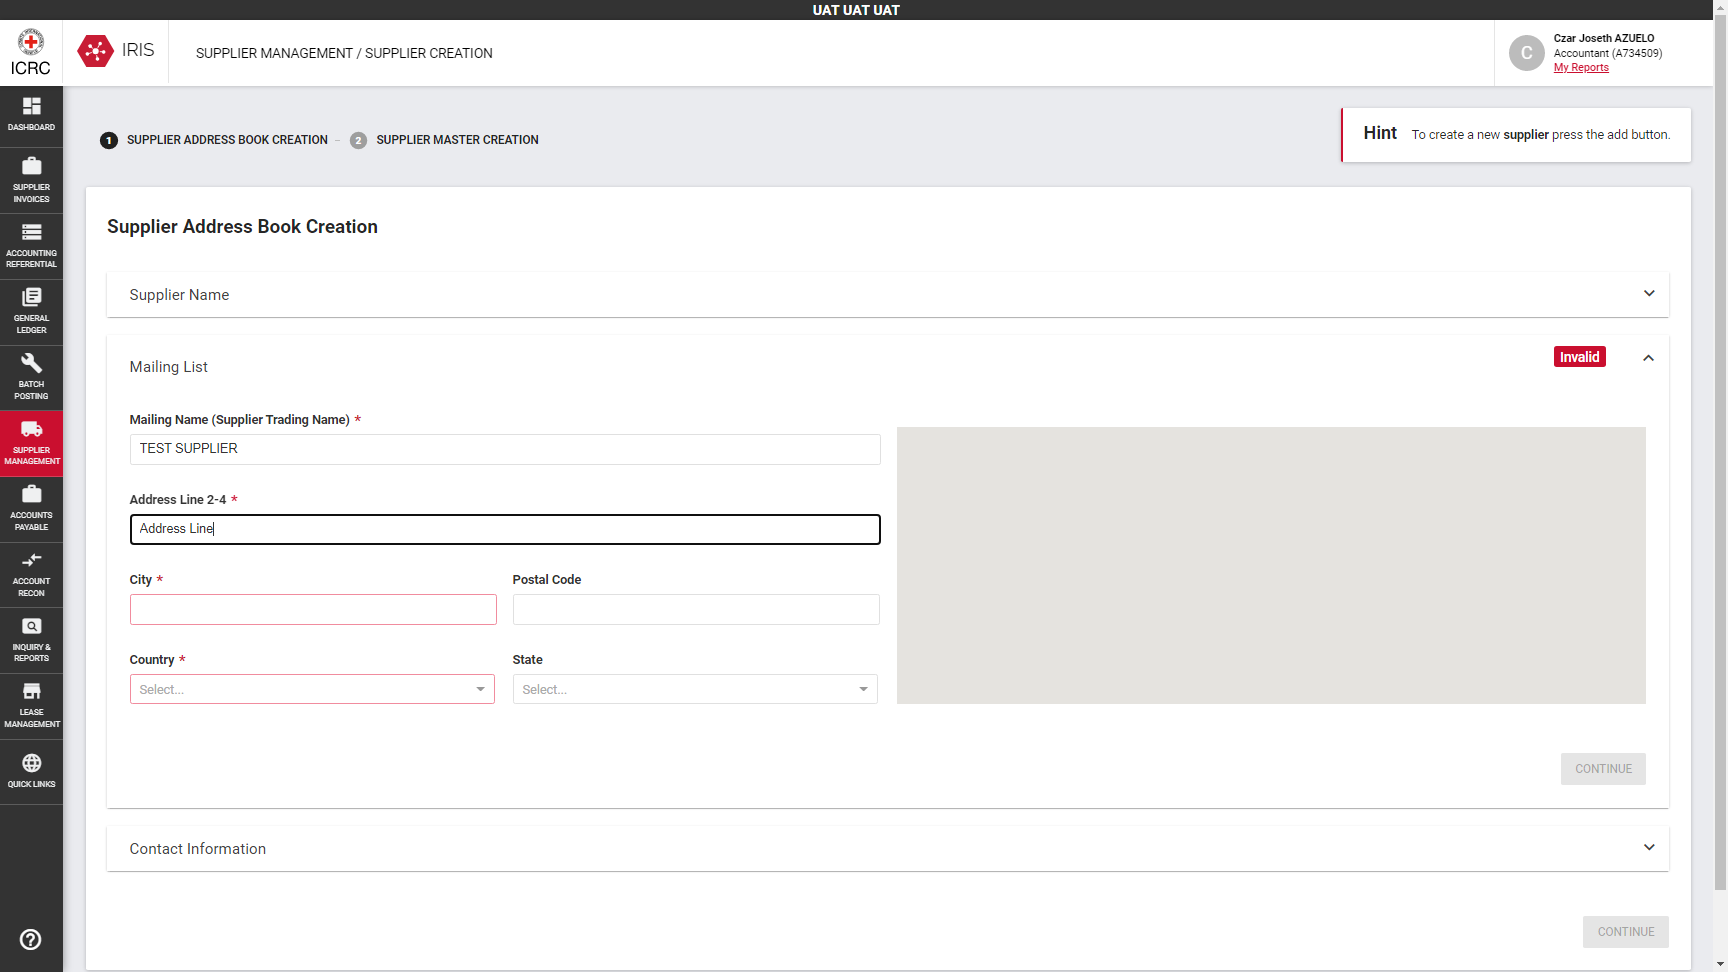 UAT UAT UAT
ICRC
IRIS
SUPPLIER MANAGEMENT / SUPPLIER CREATION
C
Czar Joseth AZUELO
Accountant (A734509)
My Reports
DASHBOARD
SUPPLIER
INVOICES
ACCOUNTING
REFERENTIAL
GENERAL
LEDGER
BATCH
POSTING
SUPPLIER
MANAGEMENT
ACCOUNTS
PAYABLE
ACCOUNT
RECON
INQUIRY &
REPORTS
LEASE
MANAGEMENT
QUICK LINKS
1 SUPPLIER ADDRESS BOOK CREATION – 2 SUPPLIER MASTER CREATION
Hint To create a new supplier press the add button.
Supplier Address Book Creation
Supplier Name
Mailing List
Invalid
Mailing Name (Supplier Trading Name) *
TEST SUPPLIER
Address Line 2-4 *
Address Line
City * Postal Code
Country * State
Select... Select...
CONTINUE
Contact Information
CONTINUE